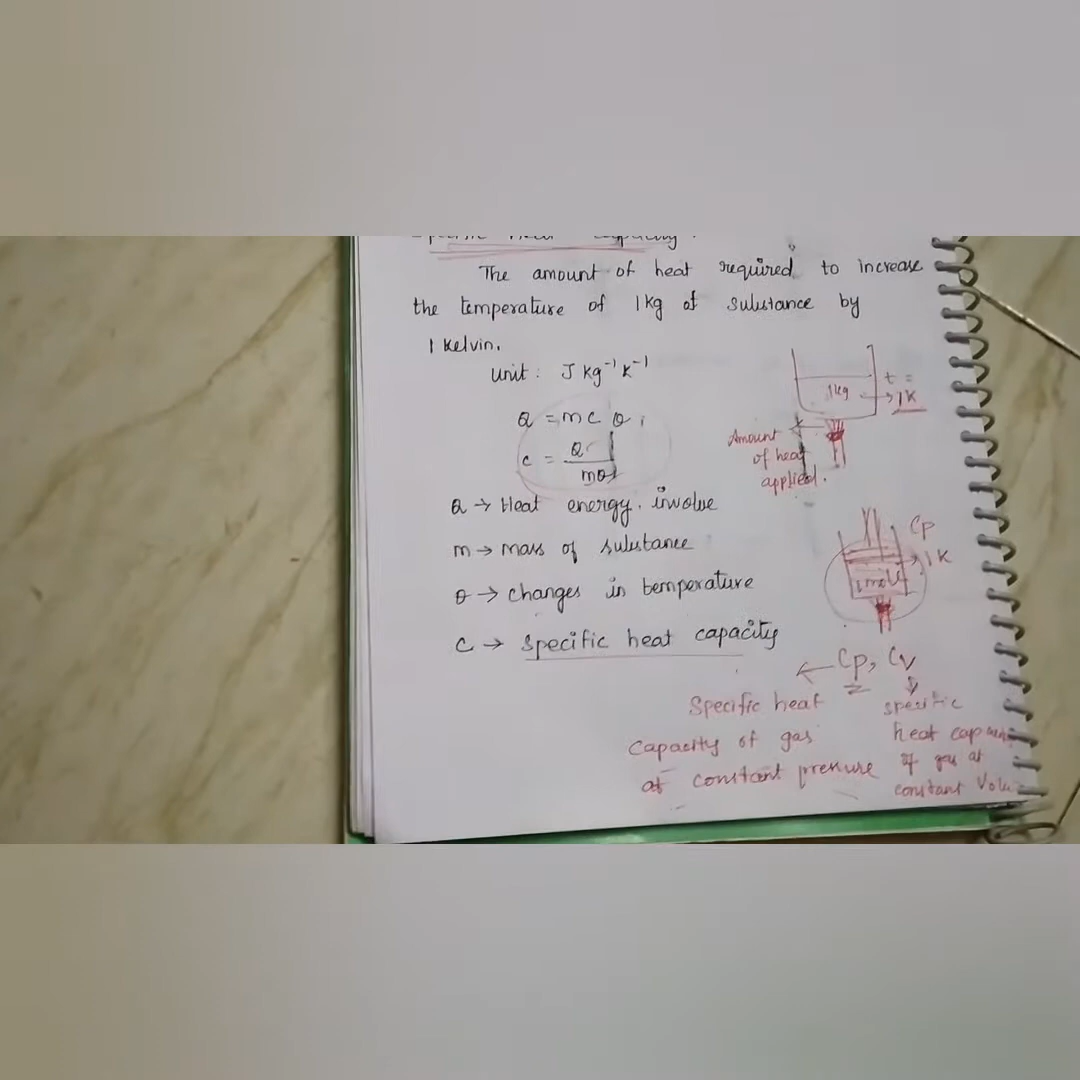 The amount of heat required to increase
the temperature of 1kg of substance by
1 Kelvin.
Unit : J kg⁻¹ K⁻¹
Q = m c θ
c = Q / mθ
Q → Heat energy involve
m → mass of substance
θ → changes in temperature
C → Specific heat capacity
1kg
t =
→ 1K
Amount
of heat
applied.
Cp
→ 1K
1 mole
← Cp, Cv
Specific heat
Capacity of gas
at constant pressure
specific
heat
of gas at
constant